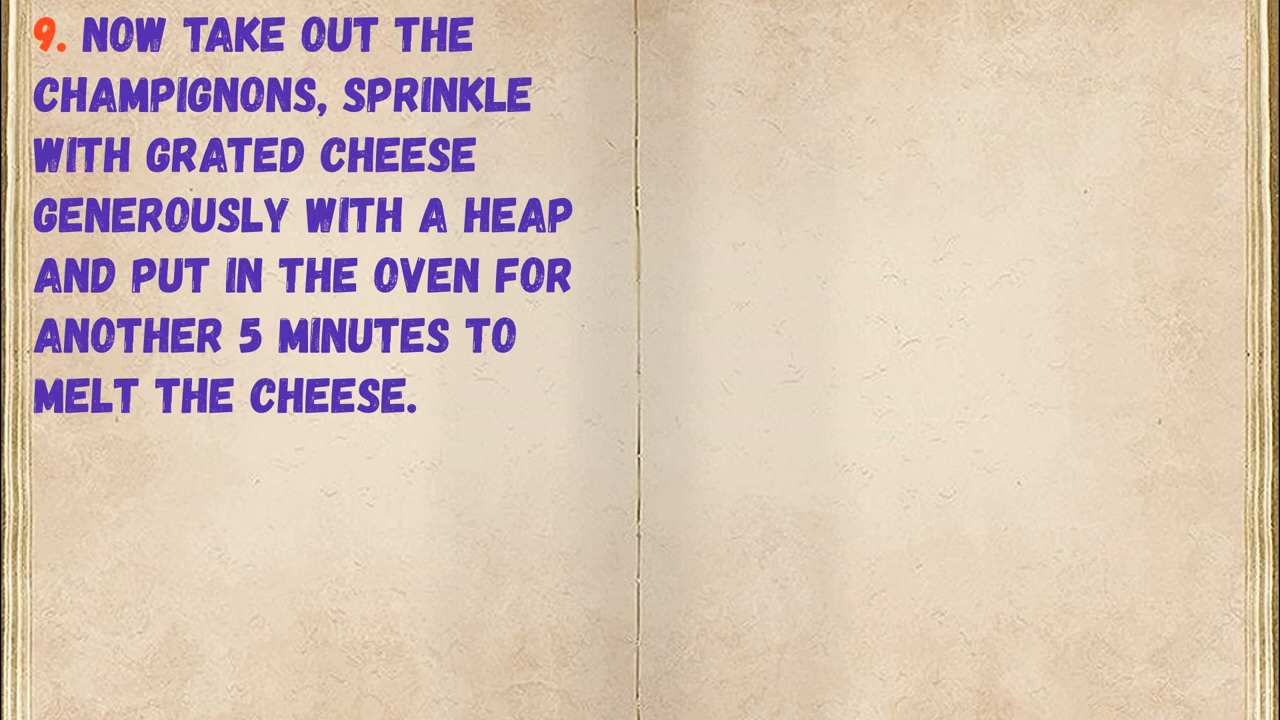 9. NOW TAKE OUT THE
CHAMPIGNONS, SPRINKLE
WITH GRATED CHEESE
GENEROUSLY WITH A HEAP
AND PUT IN THE OVEN FOR
ANOTHER 5 MINUTES TO
MELT THE CHEESE.